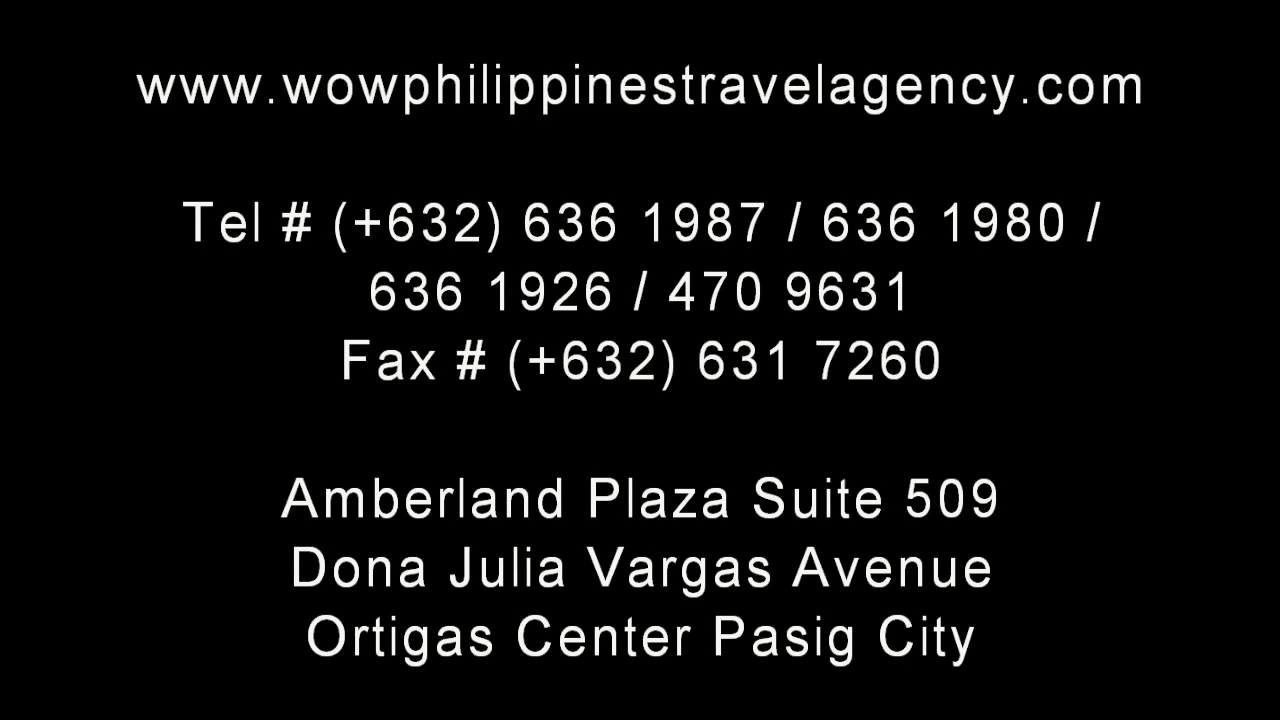 www.wowphilippinestravelagency.com
Tel # (+632) 636 1987 / 636 1980 /
636 1926 / 470 9631
Fax # (+632) 631 7260
Amberland Plaza Suite 509
Dona Julia Vargas Avenue
Ortigas Center Pasig City